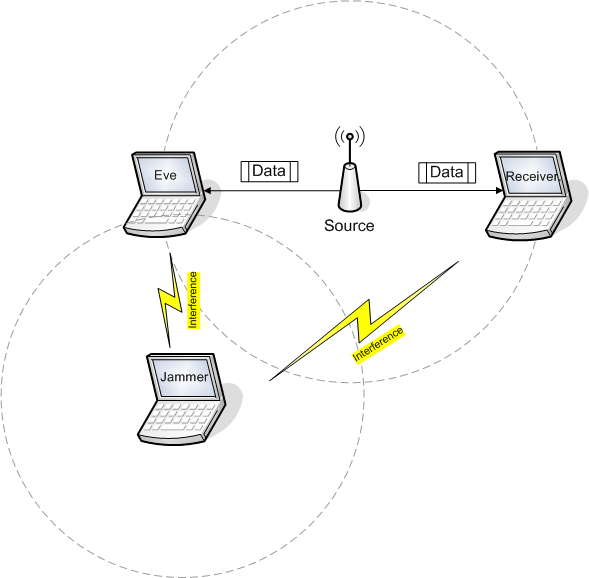 Eve
Data
Data
Receiver
Source
Interference
Interference
Jammer